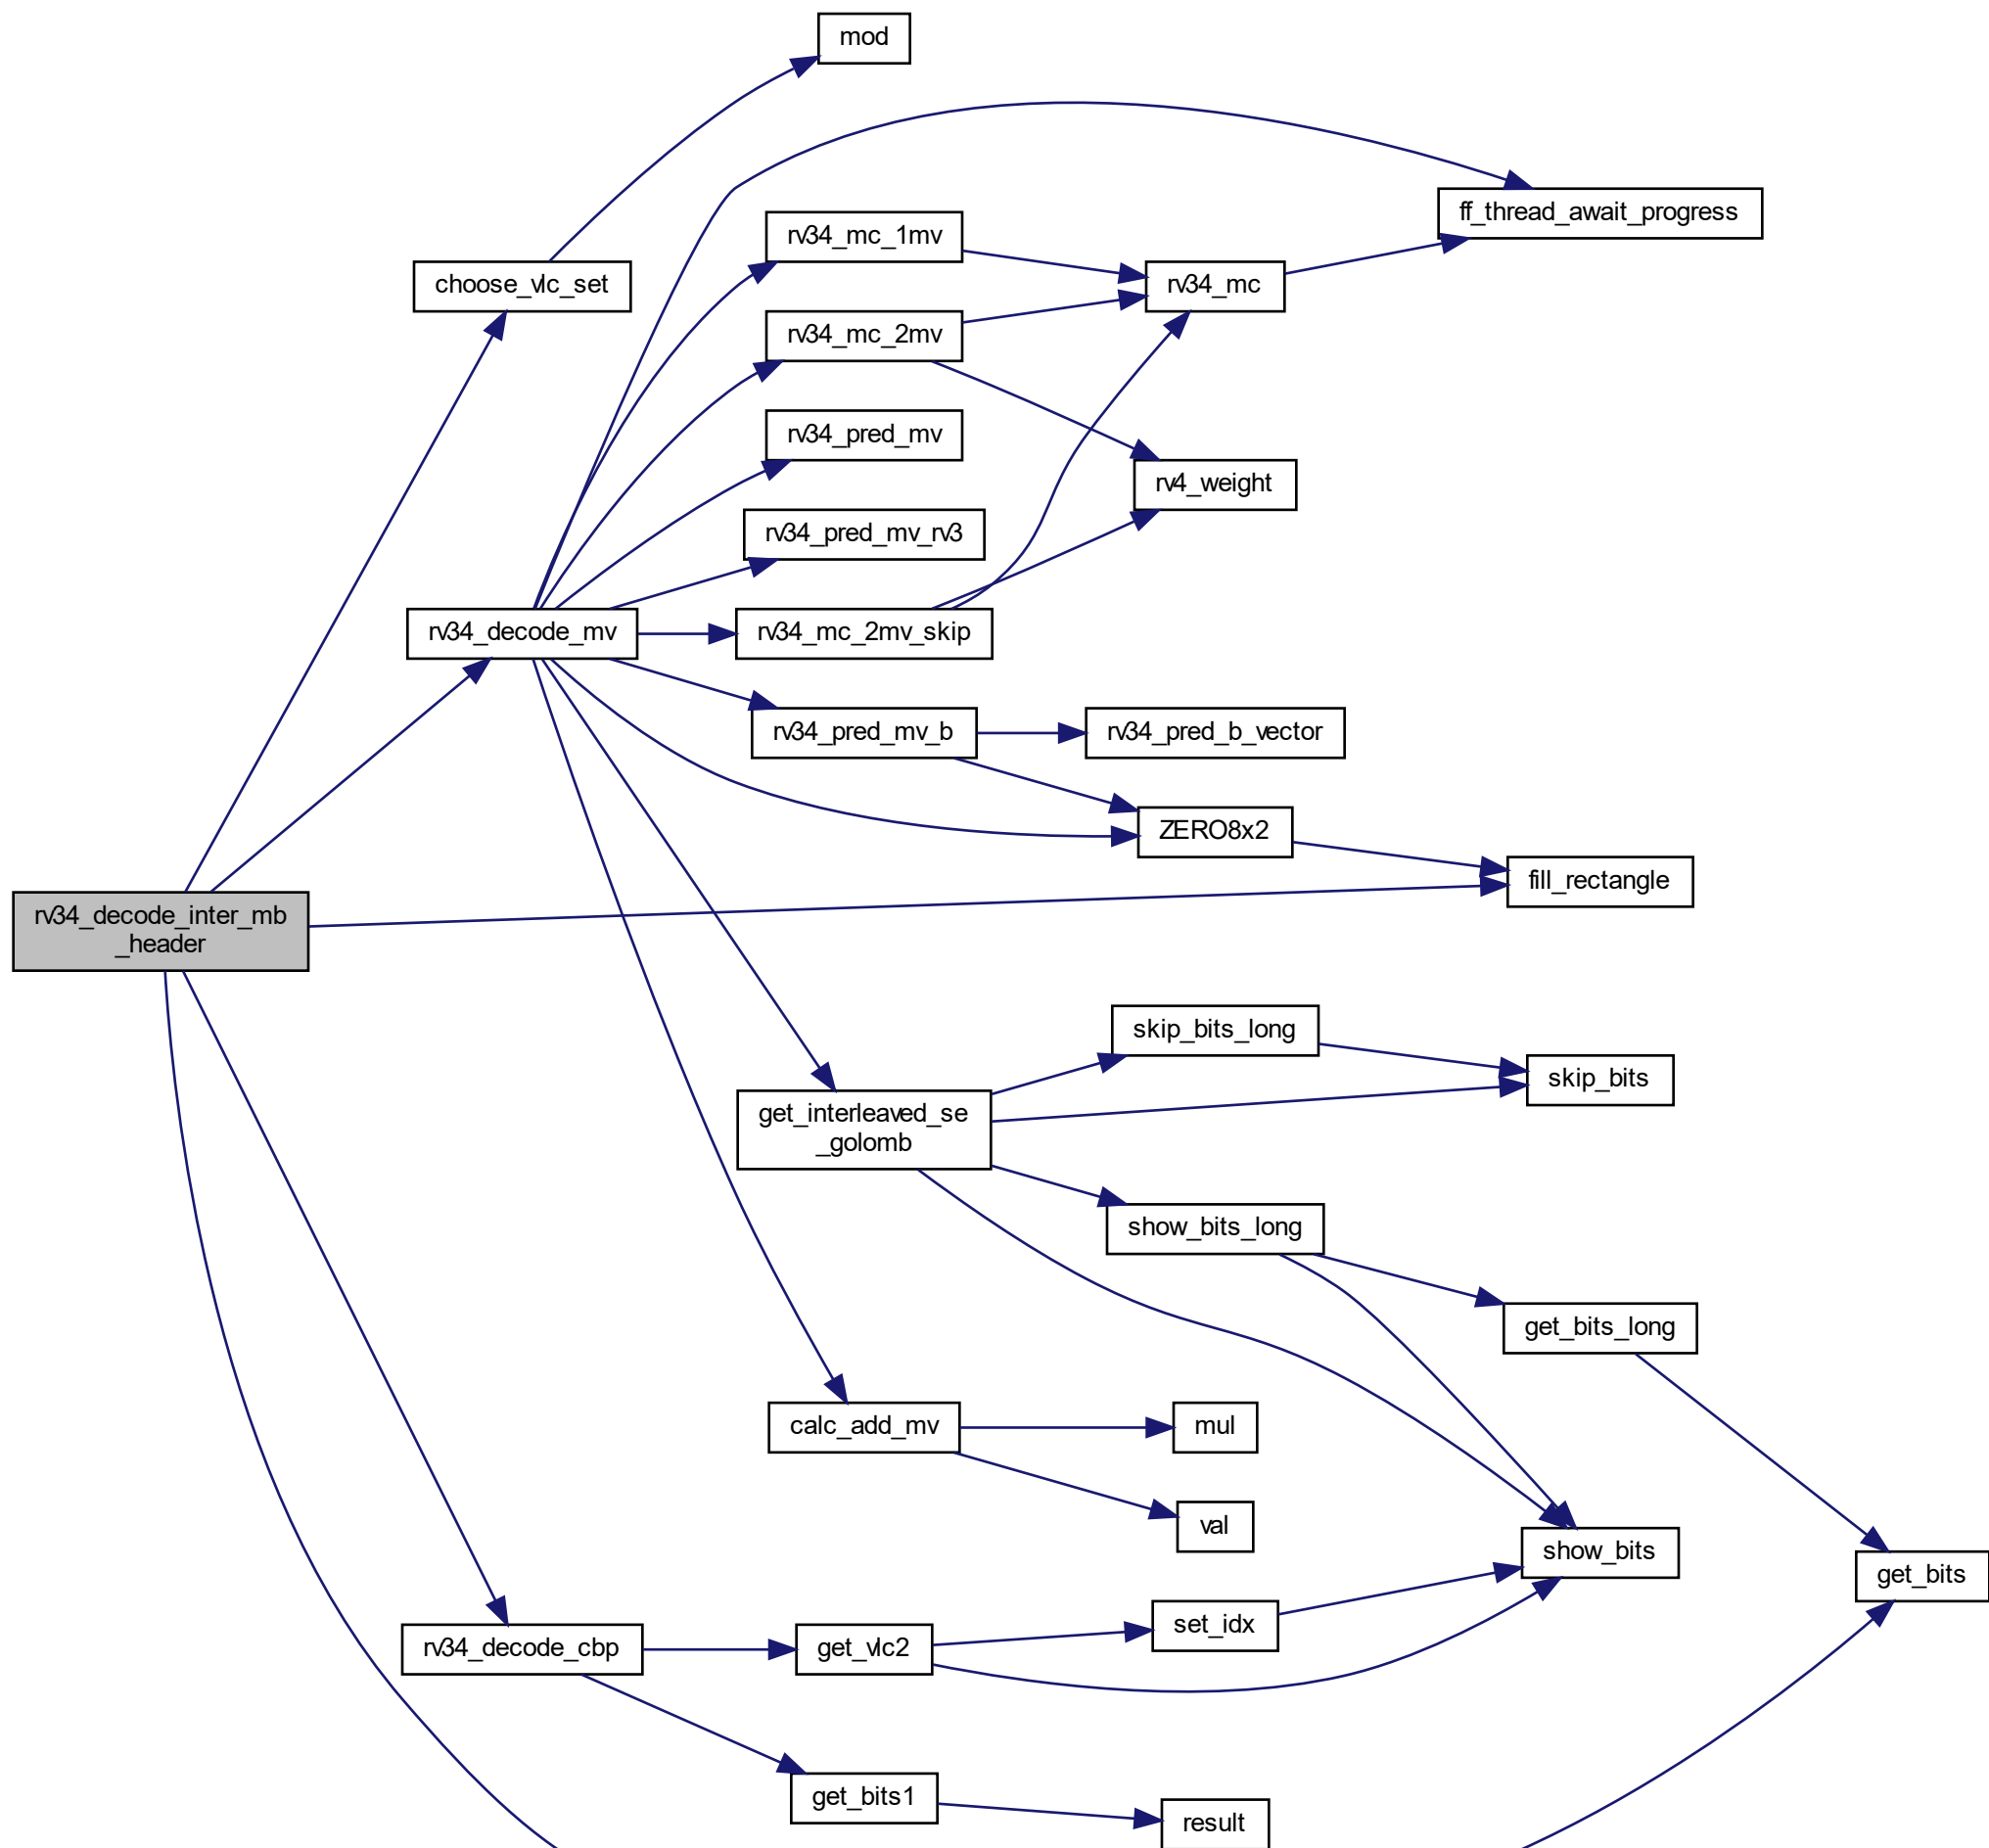 mod
ff_thread_await_progress
rv34_mc_1mv
choose_vlc_set
rv34_mc
rv34_mc_2mv
rv34_pred_mv
rv4_weight
rv34_pred_mv_rv3
rv34_decode_mv
rv34_mc_2mv_skip
rv34_pred_mv_b
rv34_pred_b_vector
ZERO8x2
fill_rectangle
rv34_decode_inter_mb
_header
skip_bits_long
skip_bits
get_interleaved_se
_golomb
show_bits_long
get_bits_long
calc_add_mv
mul
val
show_bits
get_bits
set_idx
rv34_decode_cbp
get_vlc2
get_bits1
result